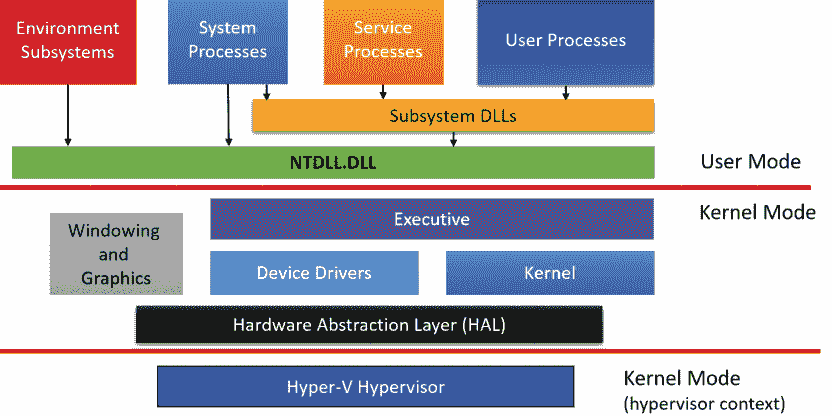 Environment
Subsystems
System
Processes
Service
Processes
User Processes
Subsystem DLLs
NTDLL.DLL
User Mode
Kernel Mode
Executive
Windowing
and
Graphics
Device Drivers
Kernel
Hardware Abstraction Layer (HAL)
Hyper-V Hypervisor
Kernel Mode
(hypervisor context)